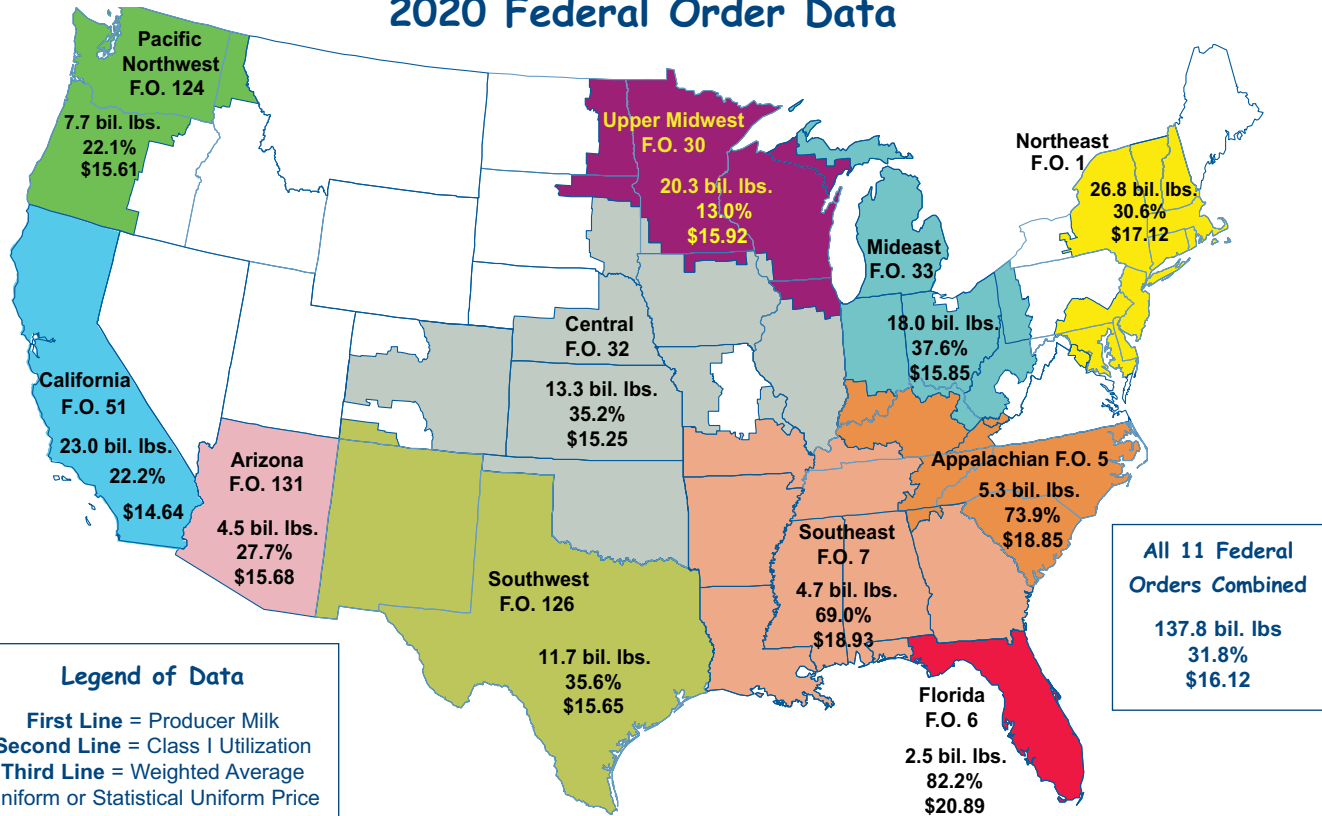 2020 Federal Order Data
Pacific
Northwest
F.O. 124
7.7 bil. lbs.
22.1%
$15.61
Upper Midwest
F.O. 30
20.3 bil. lbs.
13.0%
$15.92
Northeast
F.O. 1
26.8 bil. lbs.
30.6%
$17.12
Mideast
F.O. 33
18.0 bil. lbs.
37.6%
$15.85
Central
F.O. 32
13.3 bil. lbs.
35.2%
$15.25
California
F.O. 51
23.0 bil. lbs.
22.2%
$14.64
Arizona
F.O. 131
4.5 bil. lbs.
27.7%
$15.68
Appalachian F.O. 5
5.3 bil. lbs.
73.9%
$18.85
Southeast
F.O. 7
4.7 bil. lbs.
69.0%
$18.93
Southwest
F.O. 126
11.7 bil. lbs.
35.6%
$15.65
Florida
F.O. 6
2.5 bil. lbs.
82.2%
$20.89
All 11 Federal
Orders Combined
137.8 bil. lbs
31.8%
$16.12
Legend of Data
First Line = Producer Milk
Second Line = Class I Utilization
Third Line = Weighted Average
niform or Statistical Uniform Price